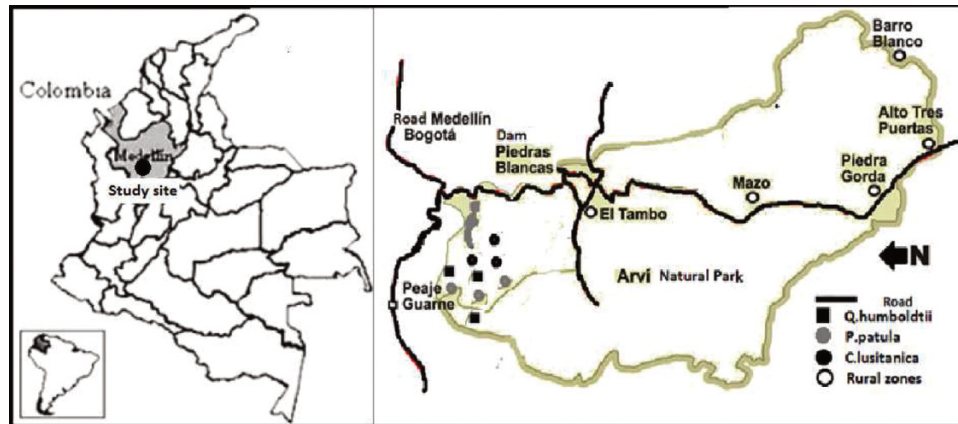 Colombia
Medellín
Study site
Road Medellín
Bogotá
Dam
Piedras
Blancas
Barro
Blanco
Alto Tres
Puertas
Piedra
Gorda
Mazo
El Tambo
Arvi Natural Park
Peaje
Guarne
N
Road
Q.humboldtii
P.patula
C.lusitanica
Rural zones